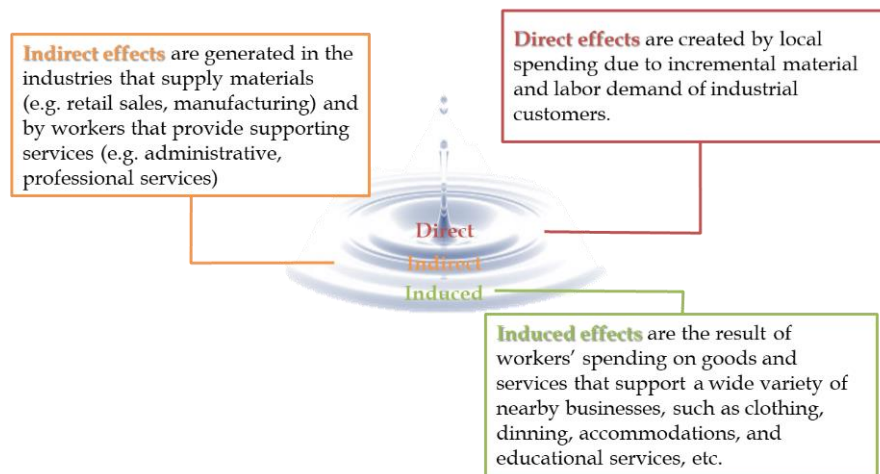 Indirect effects are generated in the
industries that supply materials
(e.g. retail sales, manufacturing) and
by workers that provide supporting
services (e.g. administrative,
professional services)
Direct effects are created by local
spending due to incremental material
and labor demand of industrial
customers.
Direct
Indirect
Induced
Induced effects are the result of
workers’ spending on goods and
services that support a wide variety of
nearby businesses, such as clothing,
dinning, accommodations, and
educational services, etc.